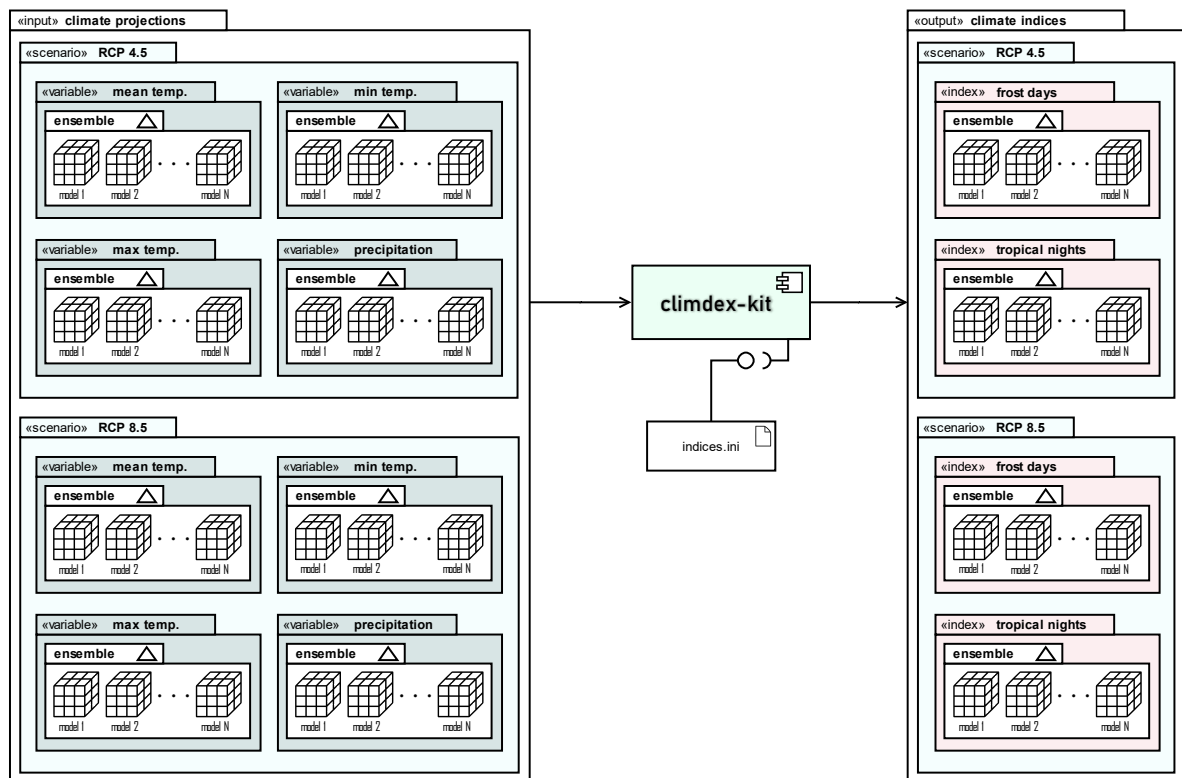 «input» climate projections
«scenario» RCP 4.5
«variable» mean temp.
ensemble
model 1 model 2 · · · model N
«variable» min temp.
ensemble
model 1 model 2 · · · model N
«variable» max temp.
ensemble
model 1 model 2 · · · model N
«variable» precipitation
ensemble
model 1 model 2 · · · model N
«scenario» RCP 8.5
«variable» mean temp.
ensemble
model 1 model 2 · · · model N
«variable» min temp.
ensemble
model 1 model 2 · · · model N
«variable» max temp.
ensemble
model 1 model 2 · · · model N
«variable» precipitation
ensemble
model 1 model 2 · · · model N
climdex-kit
indices.ini
«output» climate indices
«scenario» RCP 4.5
«index» frost days
ensemble
model 1 model 2 · · · model N
«index» tropical nights
ensemble
model 1 model 2 · · · model N
«scenario» RCP 8.5
«index» frost days
ensemble
model 1 model 2 · · · model N
«index» tropical nights
ensemble
model 1 model 2 · · · model N